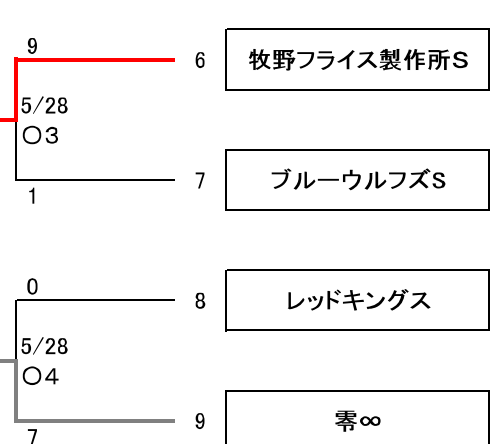 9
6 牧野フライス製作所S
5/28
○3
7 ブルーウルフズS
1
0
8 レッドキングス
5/28
○4
9 零∞
7